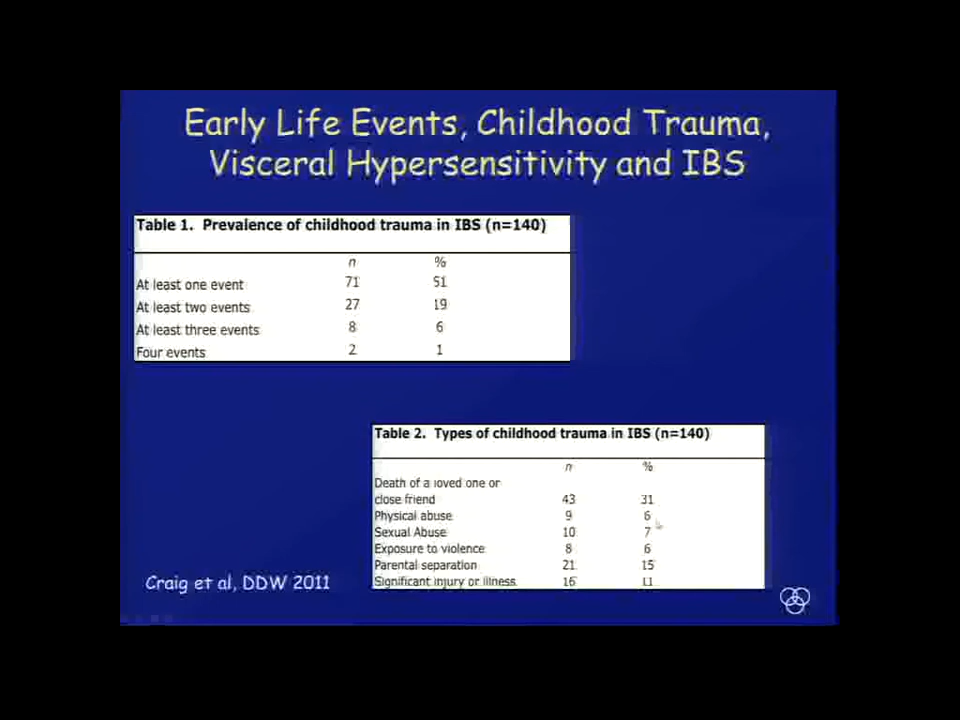 Early Life Events, Childhood Trauma,
Visceral Hypersensitivity and IBS
Table 1. Prevalence of childhood trauma in IBS (n=140)
n %
At least one event 71 51
At least two events 27 19
At least three events 8 6
Four events 2 1
Table 2. Types of childhood trauma in IBS (n=140)
n %
Death of a loved one or
close friend 43 31
Physical abuse 9 6
Sexual Abuse 10 7
Exposure to violence 8 6
Parental separation 21 15
Significant injury or illness 16 11
Craig et al, DDW 2011